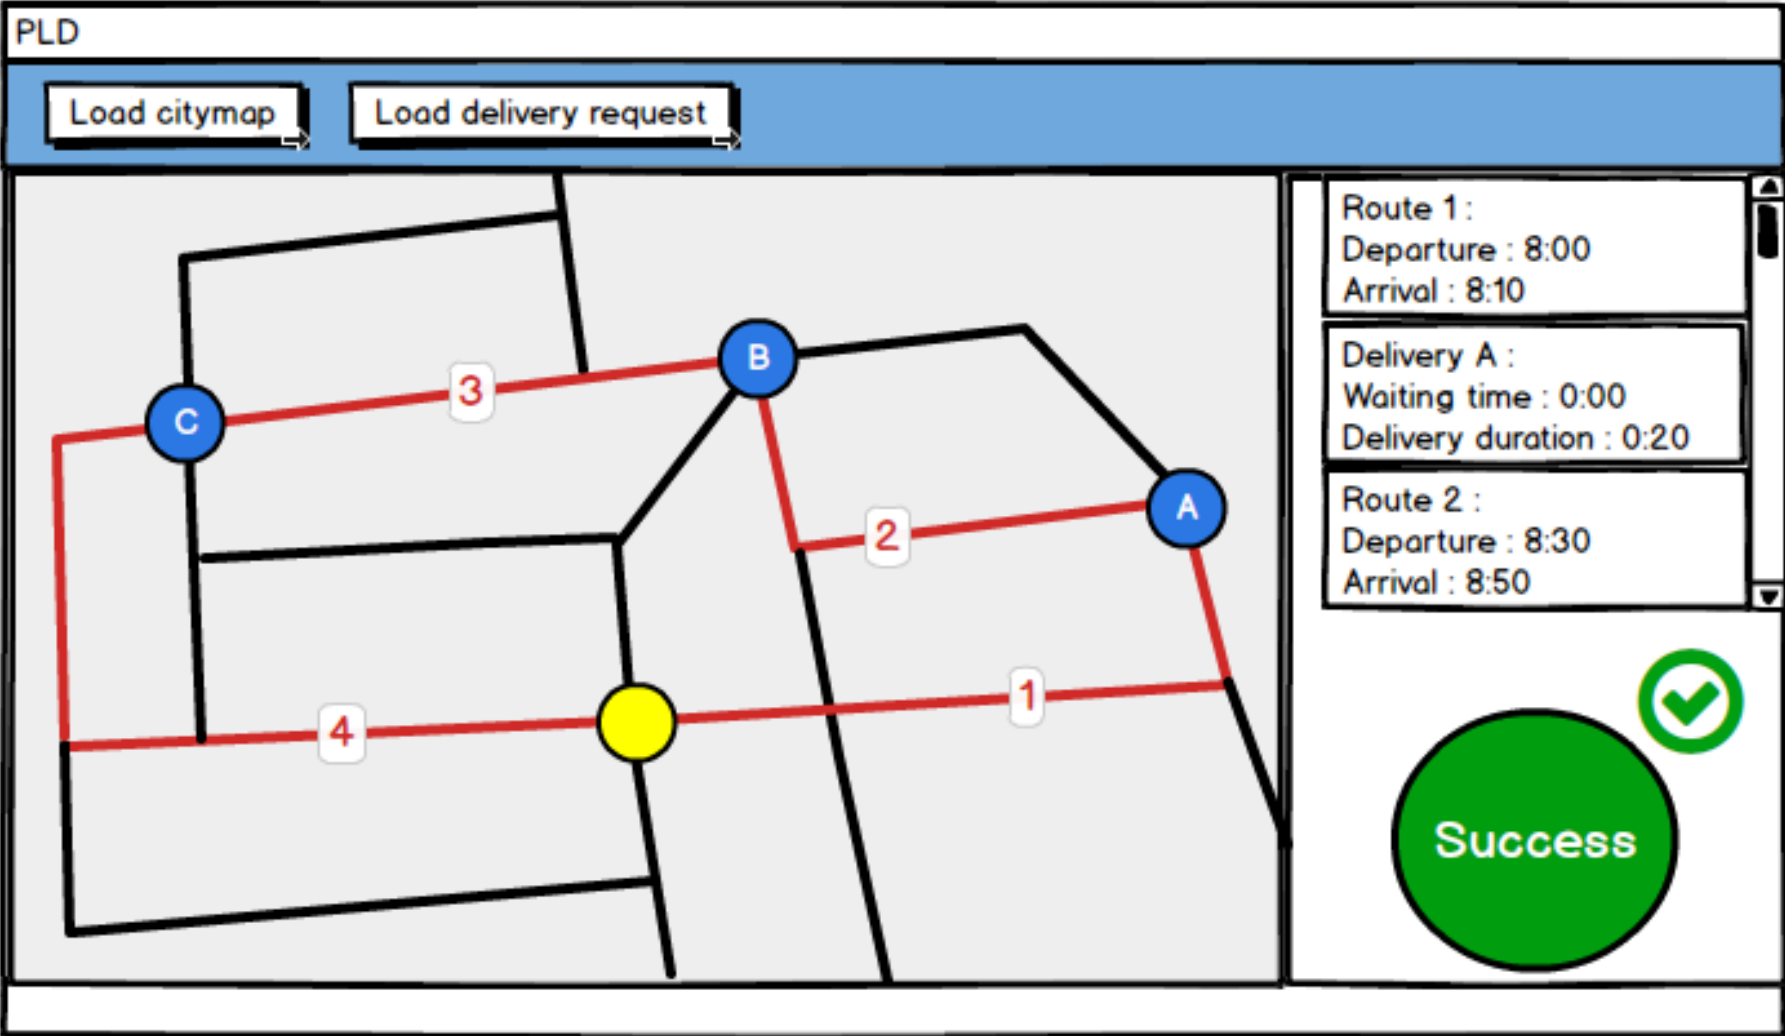 PLD
Load citymap
Load delivery request
Route 1 :
Departure : 8:00
Arrival : 8:10
Delivery A :
Waiting time : 0:00
Delivery duration : 0:20
Route 2 :
Departure : 8:30
Arrival : 8:50
B
3
C
A
2
1
4
Success